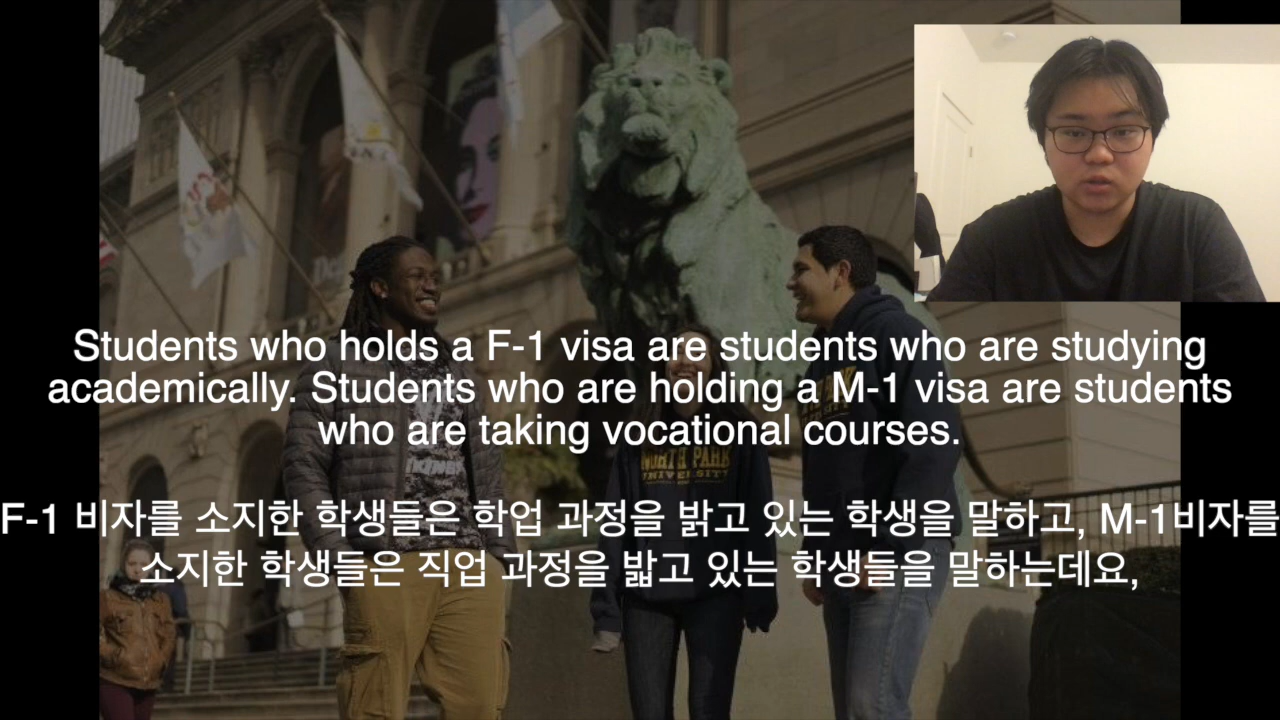 Students who holds a F-1 visa are students who are studying
academically. Students who are holding a M-1 visa are students
who are taking vocational courses.
F-1 비자를 소지한 학생들은 학업 과정을 밝고 있는 학생을 말하고, M-1비자를
소지한 학생들은 직업 과정을 밟고 있는 학생들을 말하는데요,
NORTH PARK
UNIVERSITY